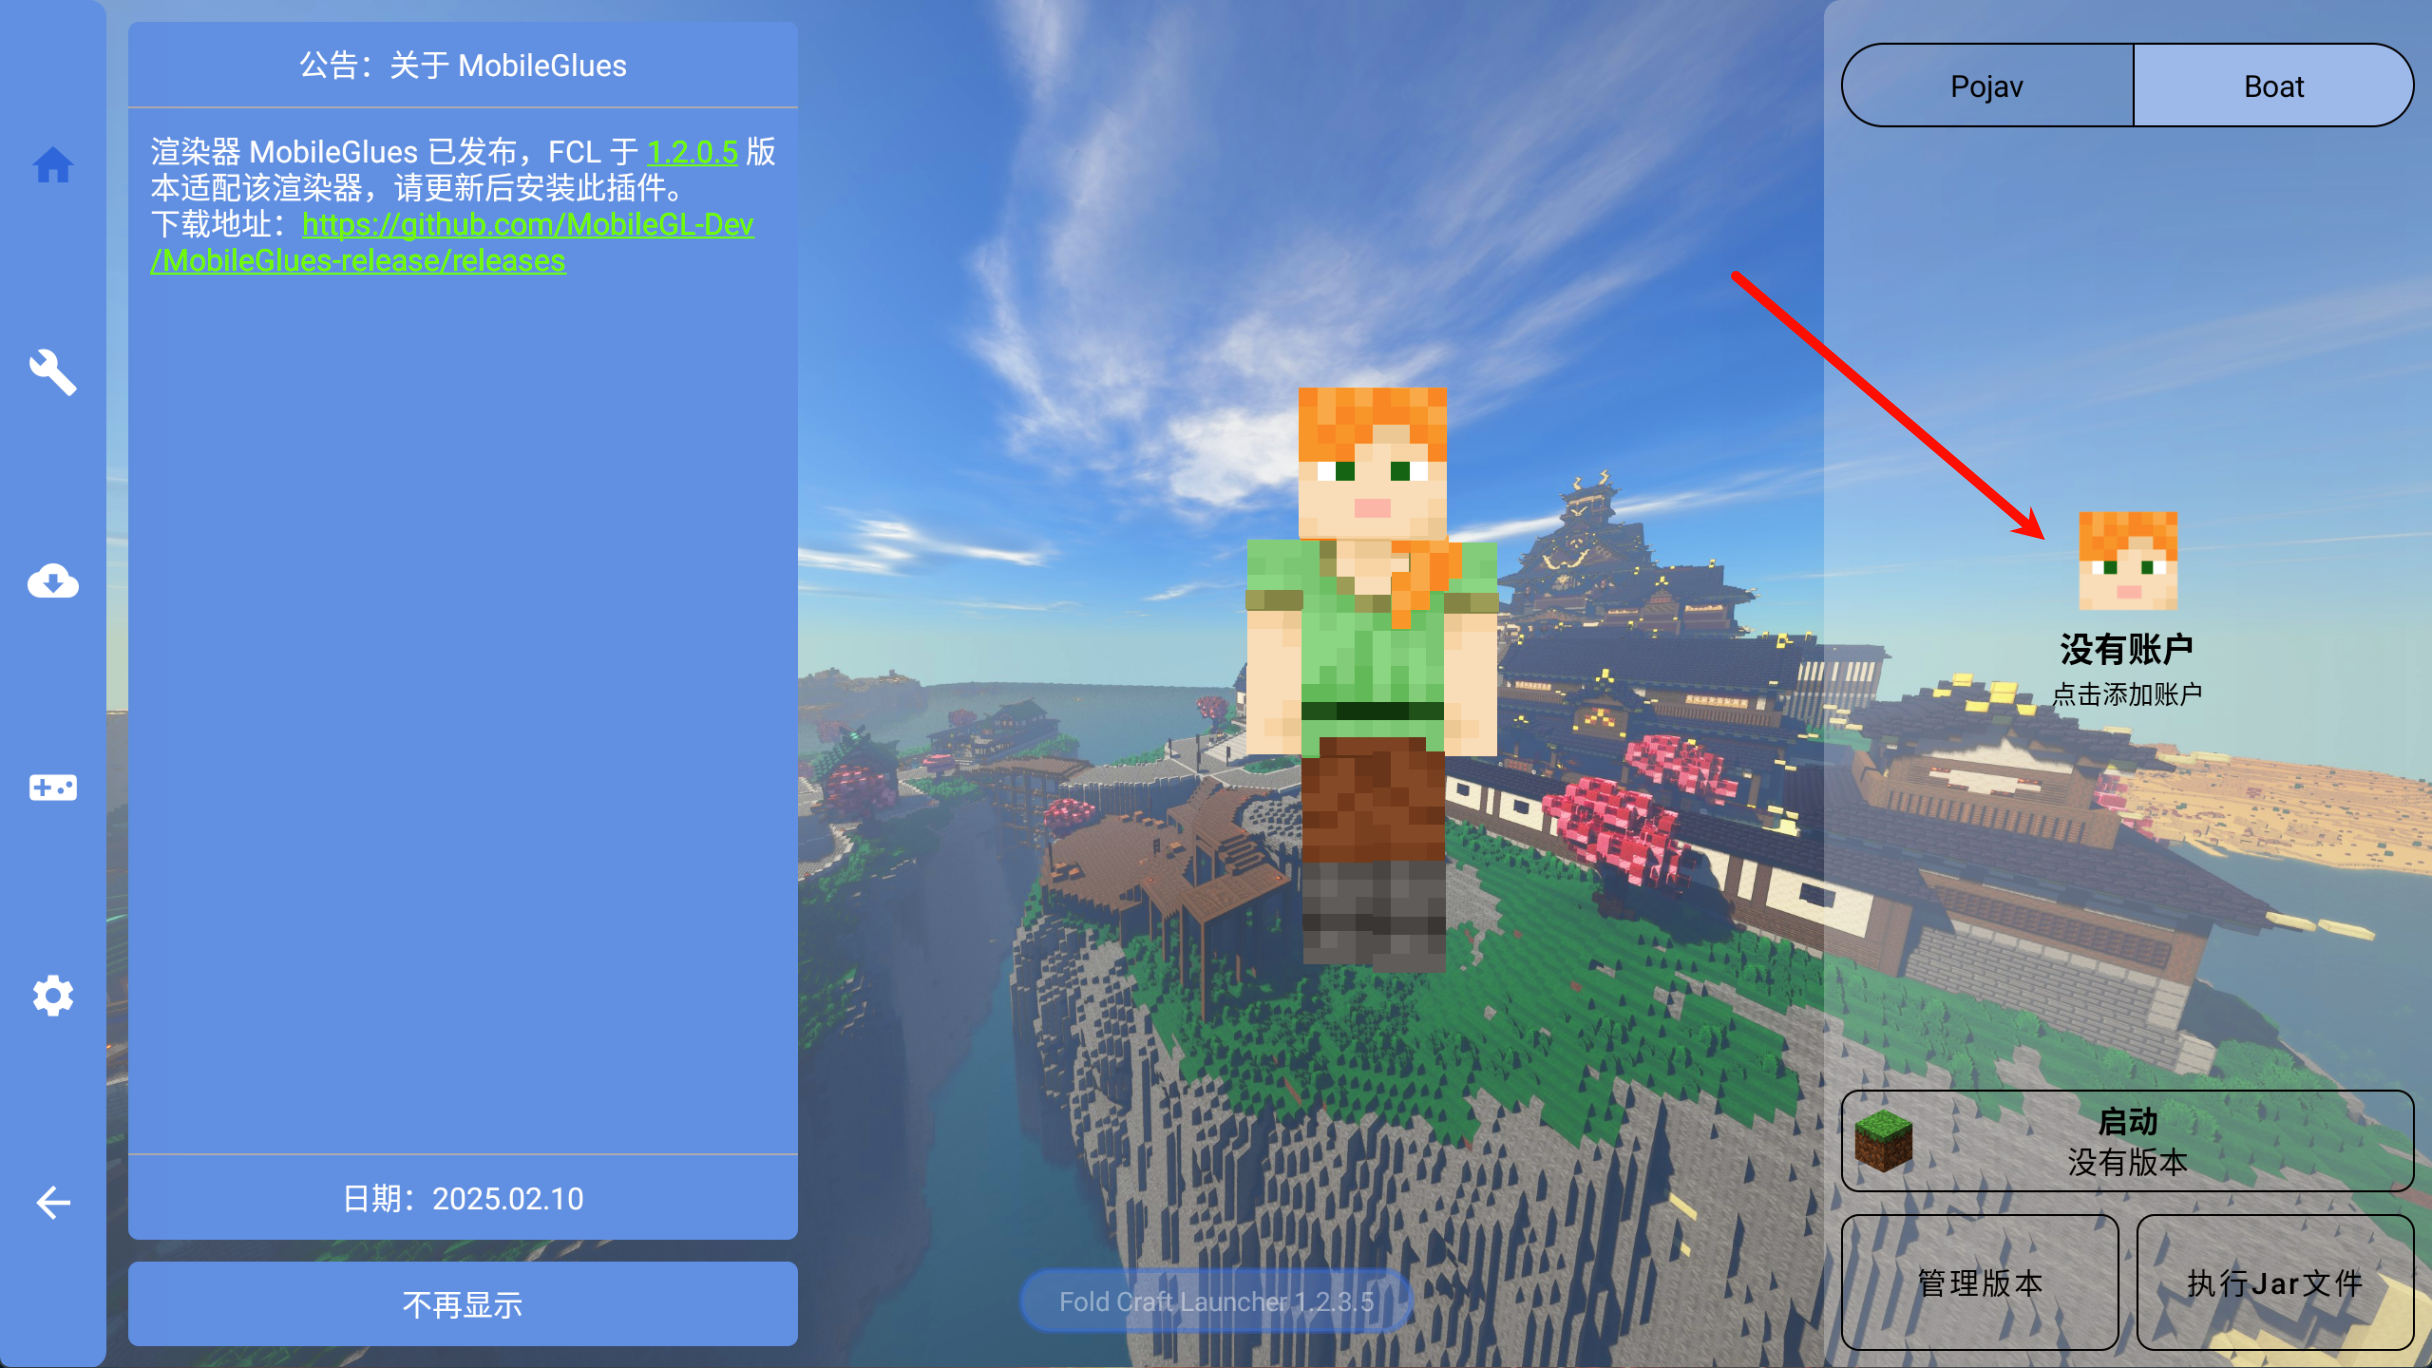 公告：关于 MobileGlues
渲染器 MobileGlues 已发布，FCL 于 1.2.0.5 版
本适配该渲染器，请更新后安装此插件。
下载地址：https://github.com/MobileGL-Dev
/MobileGlues-release/releases
日期：2025.02.10
不再显示
Fold Craft Launcher 1.2.3.5
Pojav
Boat
没有账户
点击添加账户
启动
没有版本
管理版本
执行Jar文件